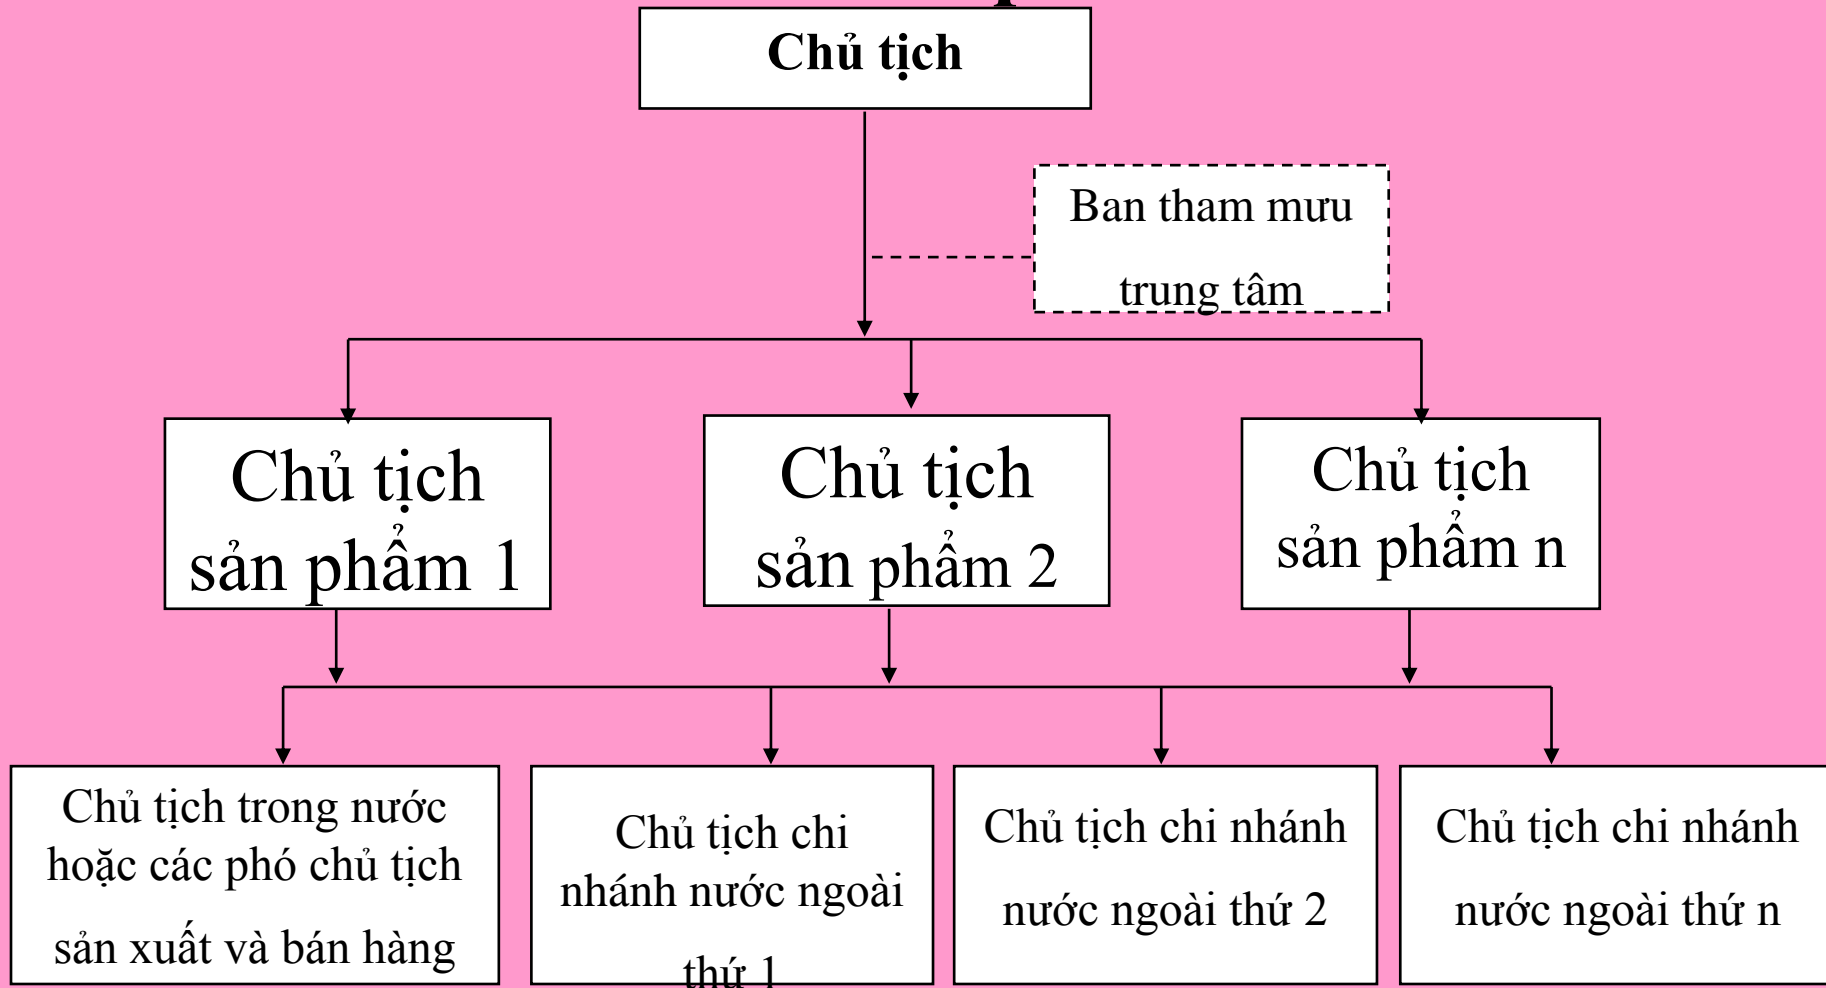 Chủ tịch
Ban tham mưu
trung tâm
Chủ tịch
sản phẩm 1
Chủ tịch
sản phẩm 2
Chủ tịch
sản phẩm n
Chủ tịch trong nước
hoặc các phó chủ tịch
sản xuất và bán hàng
Chủ tịch chi
nhánh nước ngoài
thứ 1
Chủ tịch chi nhánh
nước ngoài thứ 2
Chủ tịch chi nhánh
nước ngoài thứ n